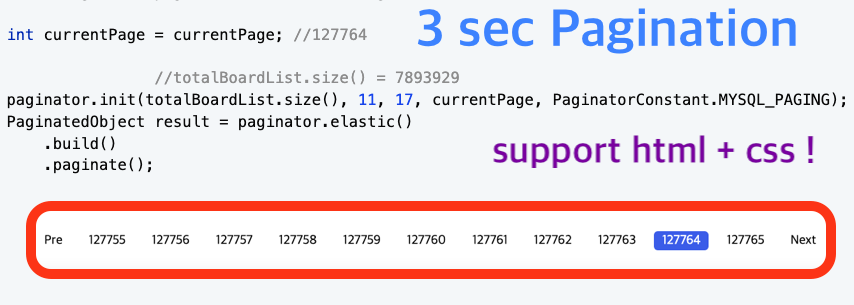 int currentPage = currentPage; //127764
3 sec Pagination
//totalBoardList.size() = 7893929
paginator.init(totalBoardList.size(), 11, 17, currentPage, PaginatorConstant.MYSQL_PAGING);
PaginatedObject result = paginator.elastic()
.build()
.paginate();
support html + css !
Pre 127755 127756 127757 127758 127759 127760 127761 127762 127763 127764 127765 Next